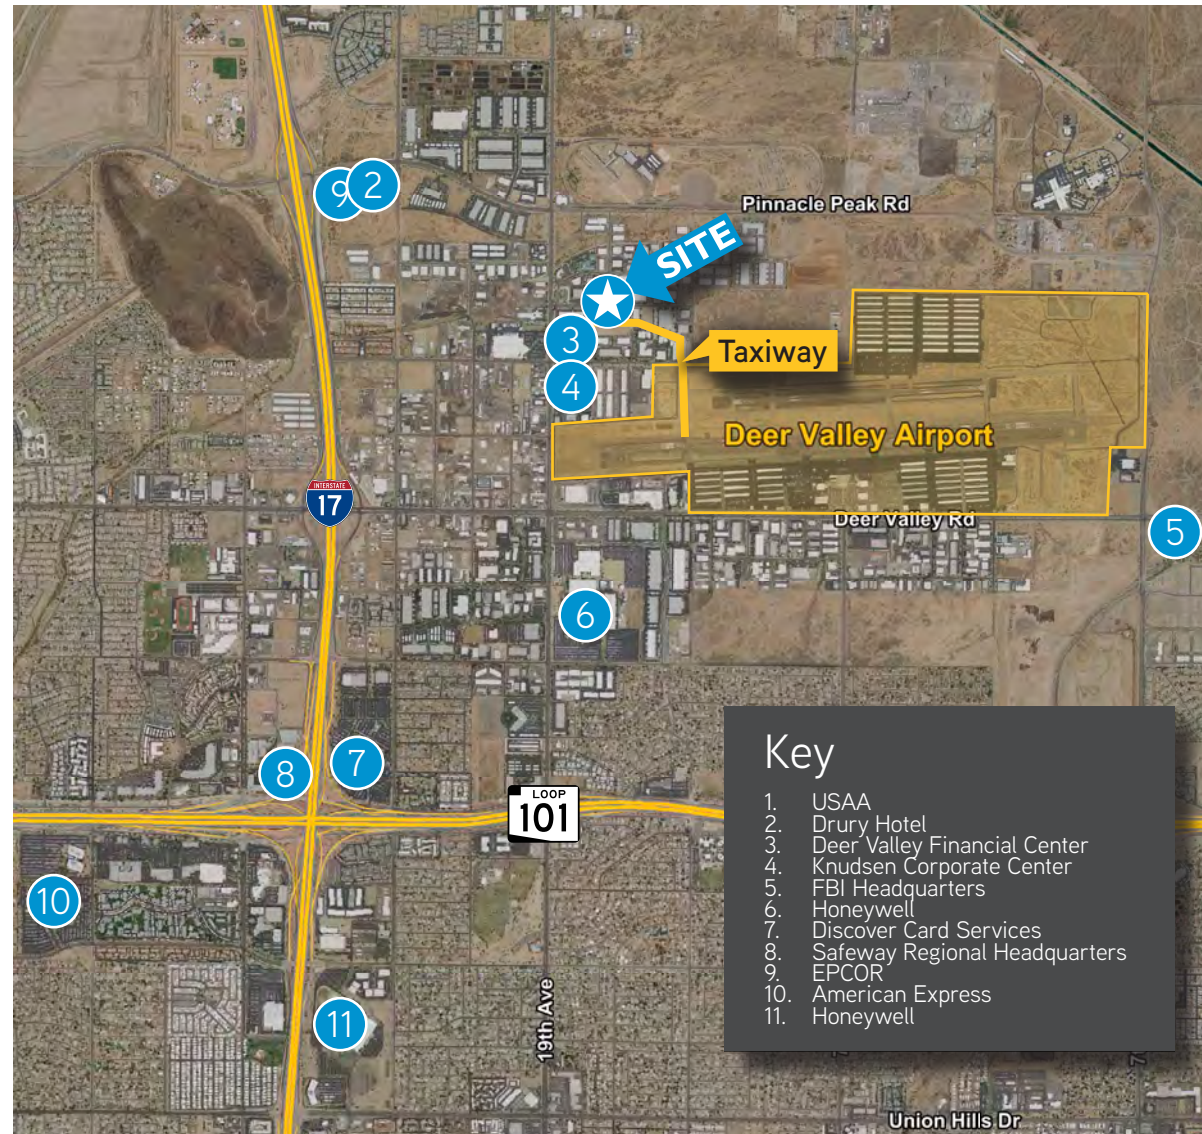 9
2
Pinnacle Peak Rd
SITE
3
Taxiway
4
Deer Valley Airport
INTERSTATE
17
Deer Valley Rd
5
6
7
8
LOOP
101
10
11
19th Ave
Key
1. USAA
2. Drury Hotel
3. Deer Valley Financial Center
4. Knudsen Corporate Center
5. FBI Headquarters
6. Honeywell
7. Discover Card Services
8. Safeway Regional Headquarters
9. EPCOR
10. American Express
11. Honeywell
Union Hills Dr